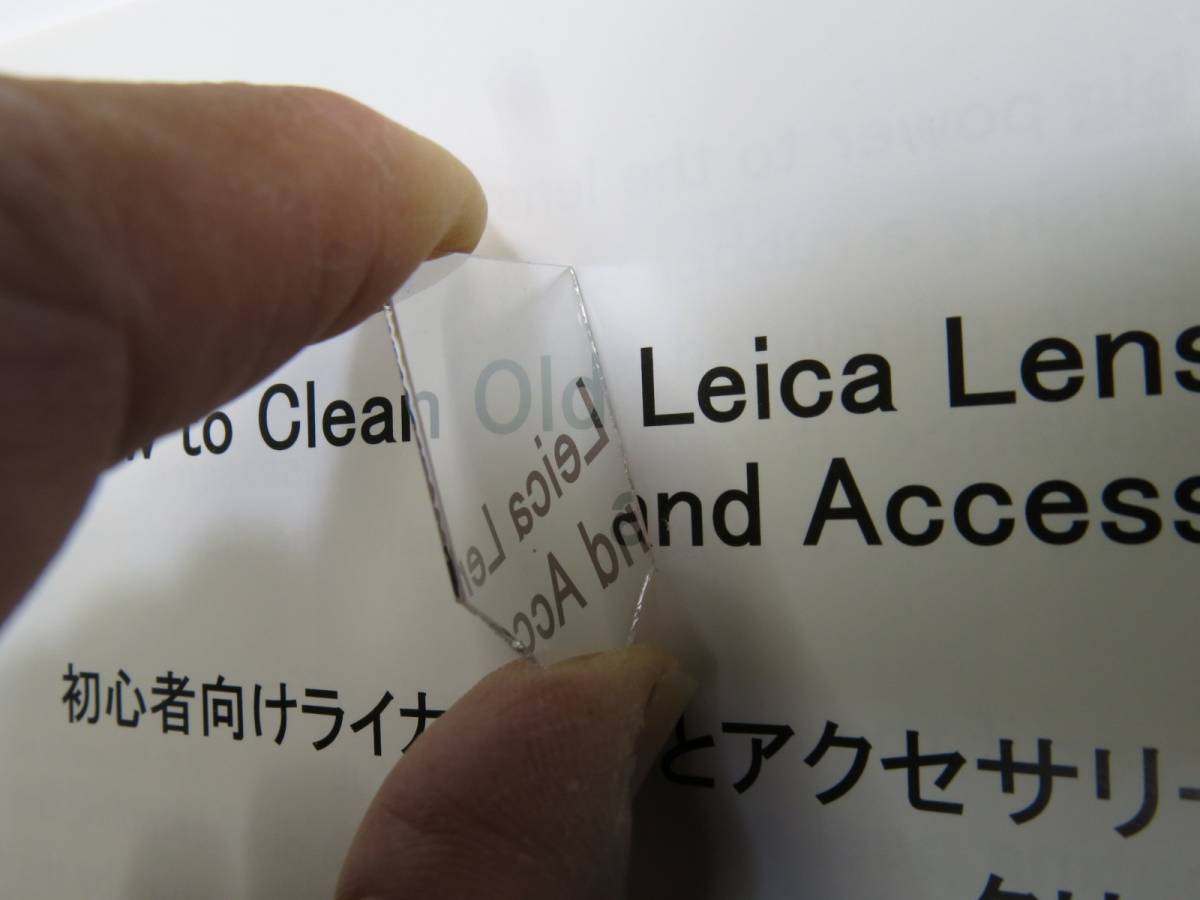 to Clean Old Leica Lens
and Access
初心者向けライカ とアクセサリー